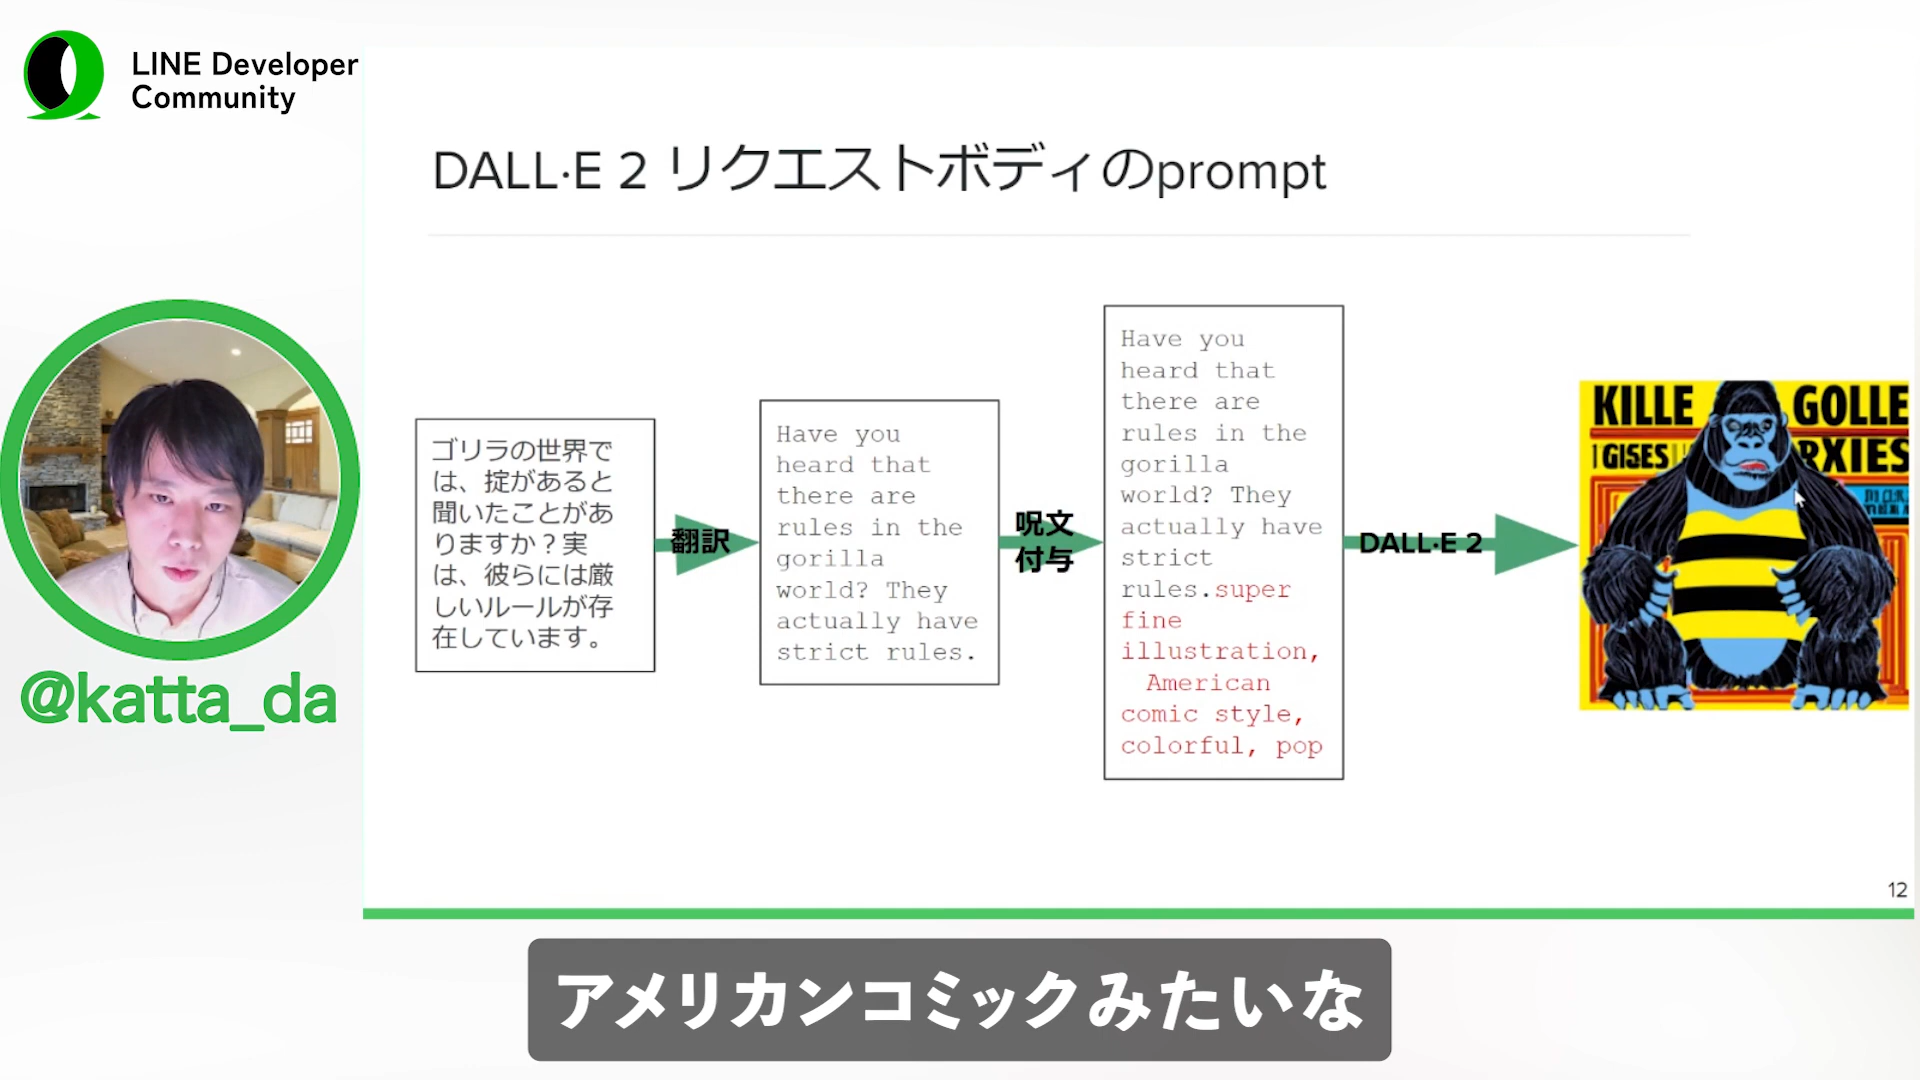 LINE Developer
Community
DALL·E 2 リクエストボディのprompt
ゴリラの世界で
は、掟があると
聞いたことがあ
りますか？実
は、彼らには厳
しいルールが存
在しています。
翻訳
Have you
heard that
there are
rules in the
gorilla
world? They
actually have
strict rules.
呪文
付与
Have you
heard that
there are
rules in the
gorilla
world? They
actually have
strict
rules.super
fine
illustration,
American
comic style,
colorful, pop
DALL·E 2
KILLE GOLLE
GISES RXIES
@katta_da
12
アメリカンコミックみたいな